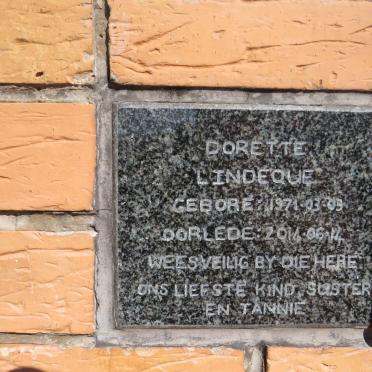 DORETTE
LINDEQUE
GEBORE: 1971-03-03
OORLEDE: 2014-06-14
WEES VEILIG BY DIE HERE
ONS LIEFSTE KIND, SUSTER
EN TANNIE